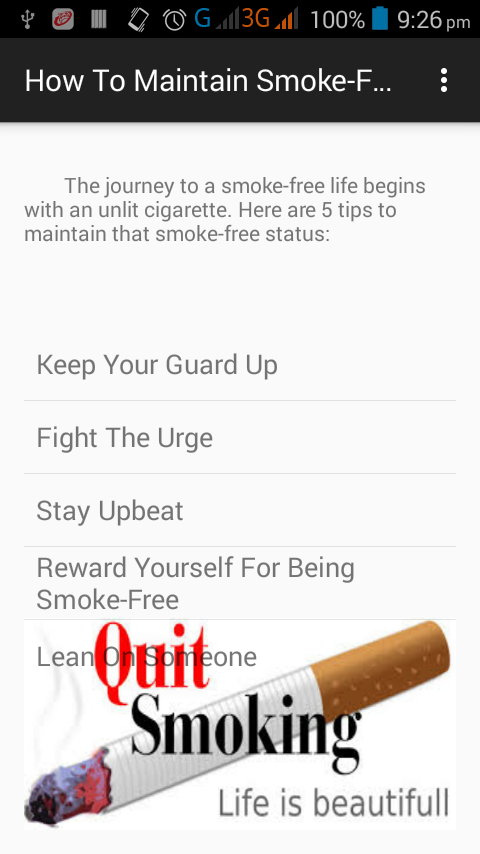 G 3G 100% 9:26 pm
How To Maintain Smoke-F...
The journey to a smoke-free life begins
with an unlit cigarette. Here are 5 tips to
maintain that smoke-free status:
Keep Your Guard Up
Fight The Urge
Stay Upbeat
Reward Yourself For Being
Smoke-Free
Lean On Someone
Quit
Smoking
Life is beautifull